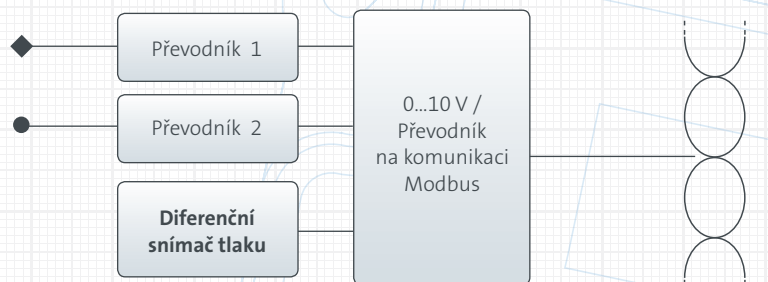 Převodník 1
Převodník 2
Diferenční
snímač tlaku
0...10 V /
Převodník
na komunikaci
Modbus